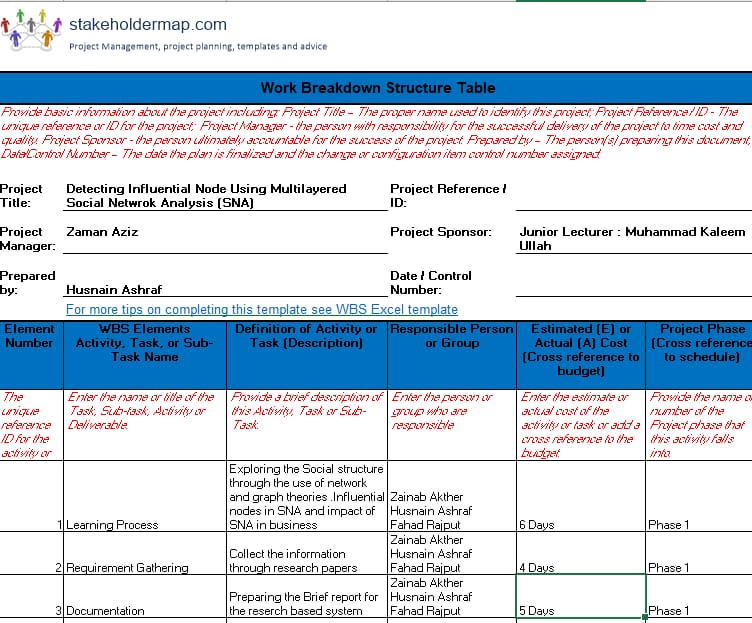 stakeholdermap.com
Project Management, project planning, templates and advice
Work Breakdown Structure Table
Provide basic information about the project including: Project Title – The proper name used to identify this project; Project Reference / ID - The
unique reference or ID for the project; Project Manager - the person with responsibility for the successful delivery of the project to time cost and
quality. Project Sponsor - the person ultimately accountable for the success of the project. Prepared by – The person(s) preparing this document;
Data/Control Number – The date the plan is finalized and the change or configuration item control number assigned.
Project Title: Detecting Influential Node Using Multilayered Project Reference /
Social Netwrok Analysis (SNA) ID:
Project Manager: Zaman Aziz Project Sponsor: Junior Lecturer : Muhammad Kaleem
Ullah
Prepared by: Husnain Ashraf Date / Control
Number:
For more tips on completing this template see WBS Excel template
Element
Number
WBS Elements
Activity, Task, or Sub-
Task Name
Definition of Activity or
Task (Description)
Responsible Person
or Group
Estimated (E) or
Actual (A) Cost
(Cross reference to
budget)
Project Phase
(Cross reference
to schedule)
The
unique
reference
ID for the
activity or
Enter the name or title of the
Task, Sub-task, Activity or
Deliverable.
Provide a brief description of
this Activity, Task or Sub-
Task.
Enter the person or
group who are
responsible
Enter the estimate or
actual cost of the
activity or task or add a
cross reference to the
budget.
Provide the name o
number of the
Project phase that
this activity falls
into.
1
Learning Process
Exploring the Social structure
through the use of network
and graph theories .Influential
nodes in SNA and impact of
SNA in business
Zainab Akther
Husnain Ashraf
Fahad Rajput
6 Days
Phase 1
2
Requirement Gathering
Collect the information
through research papers
Zainab Akther
Husnain Ashraf
Fahad Rajput
4 Days
Phase 1
3
Documentation
Preparing the Brief report for
the reserch based system
Zainab Akther
Husnain Ashraf
Fahad Rajput
5 Days
Phase 1